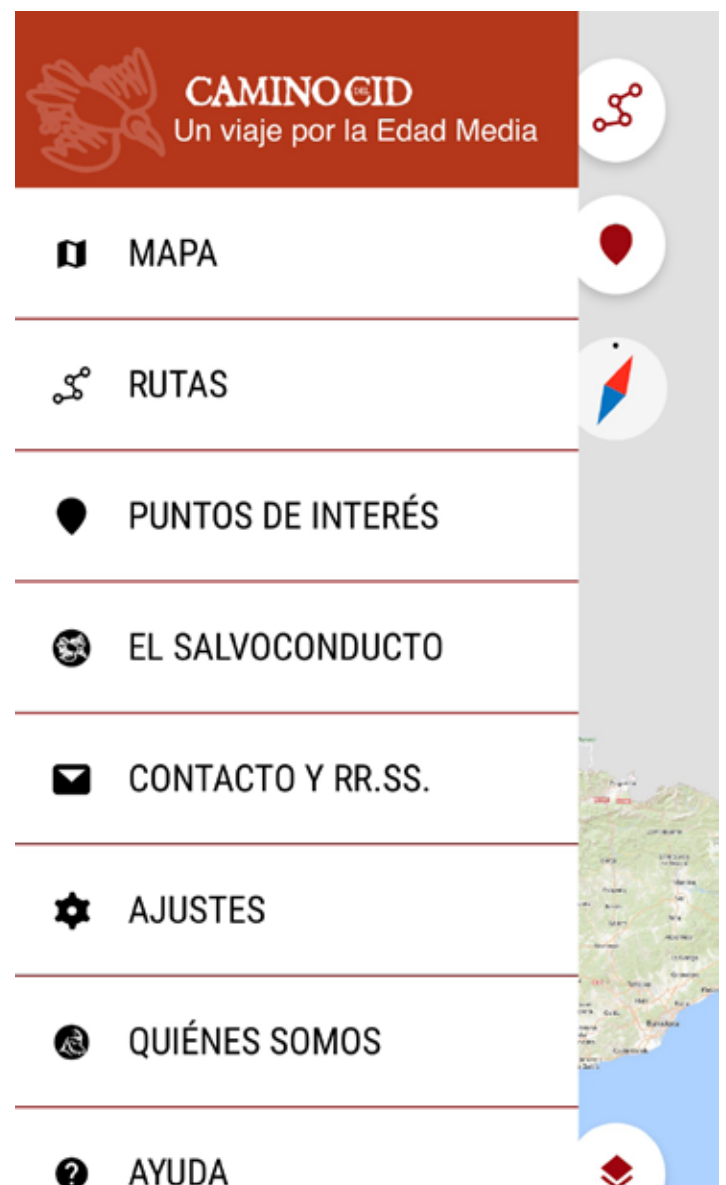 CAMINO DEL CID
Un viaje por la Edad Media
MAPA
RUTAS
PUNTOS DE INTERÉS
EL SALVOCONDUCTO
CONTACTO Y RR.SS.
AJUSTES
QUIÉNES SOMOS
AYUDA
Barcelona